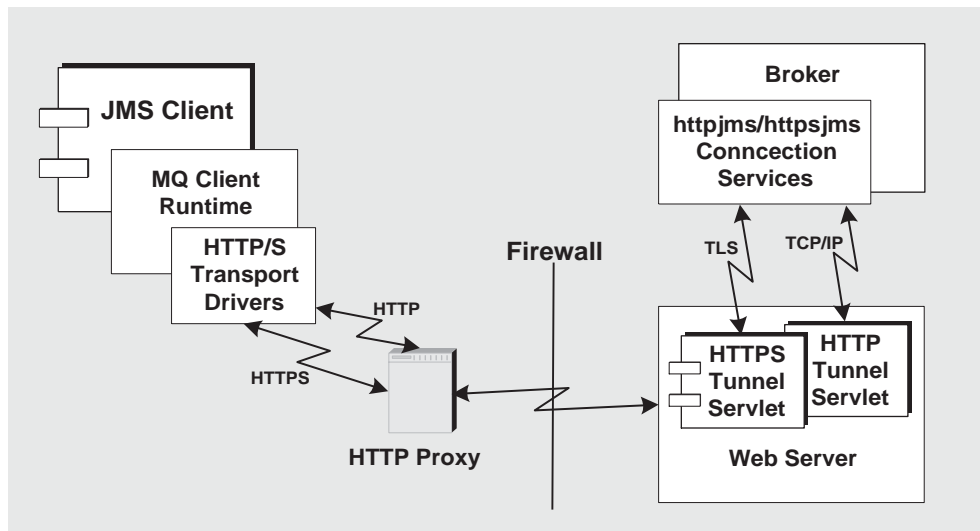 JMS Client
MQ Client
Runtime
HTTP/S
Transport
Drivers
HTTP
HTTPS
HTTP Proxy
Firewall
Broker
httpjms/httpsjms
Conncection
Services
TLS
TCP/IP
HTTPS
Tunnel
Servlet
HTTP
Tunnel
Servlet
Web Server